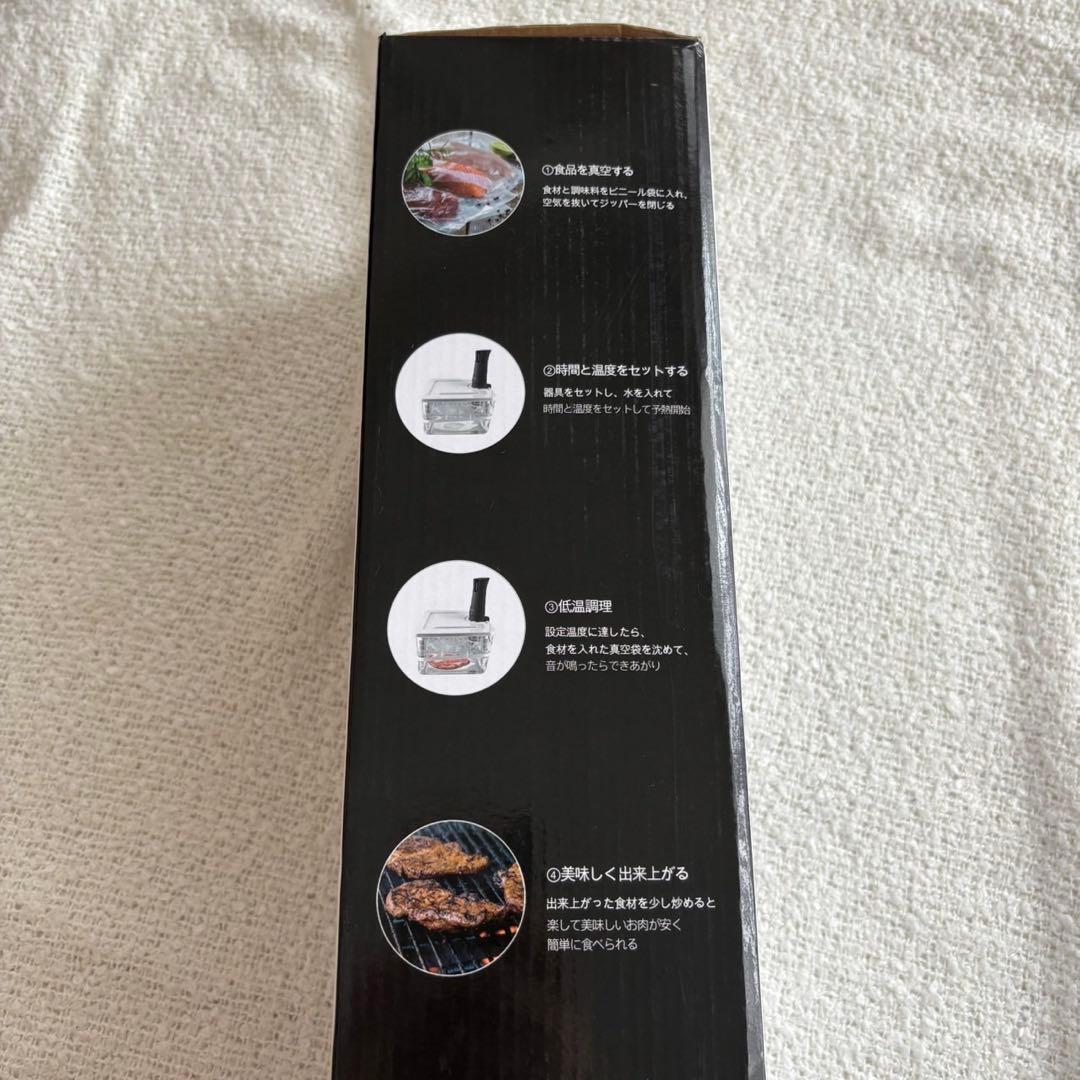 ①食品を真空する
食材と調味料をビニール袋に入れ、
空気を抜いてジッパーを閉じる
②時間と温度をセットする
器具をセットし、水を入れて
時間と温度をセットして予熱開始
③低温調理
設定温度に達したら、
食材を入れた真空袋を沈めて、
音が鳴ったらできあがり
④美味しく出来上がる
出来上がった食材を少し炒めると
楽して美味しいお肉が安く
簡単に食べられる